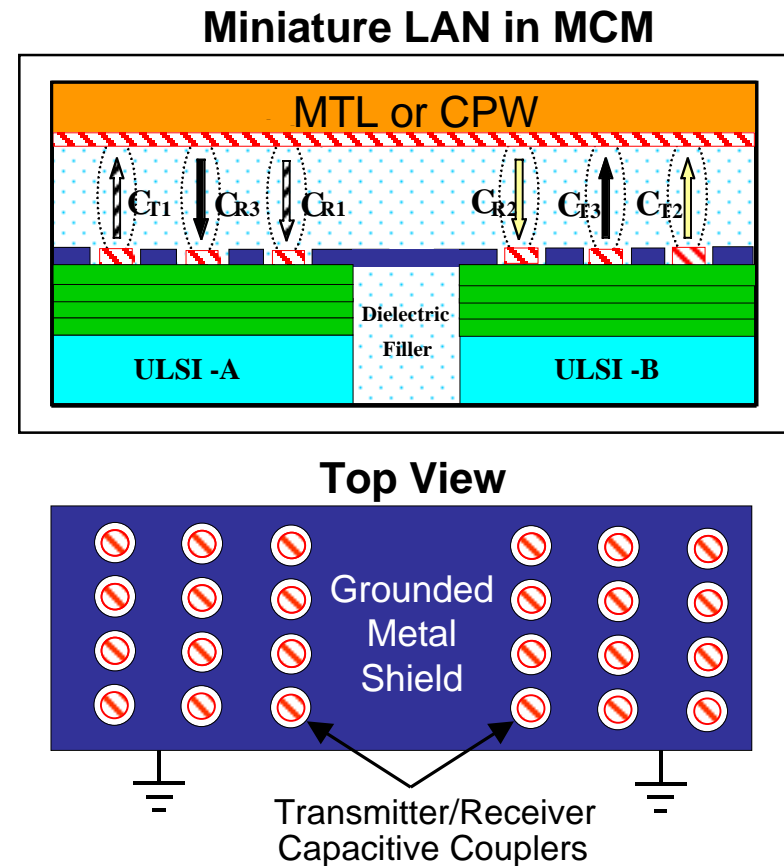 Miniature LAN in MCM
MTL or CPW
CT1 CR3 CR1 CR2 CT3 CT2
Dielectric
Filler
ULSI -A ULSI -B
Top View
Grounded
Metal
Shield
Transmitter/Receiver
Capacitive Couplers